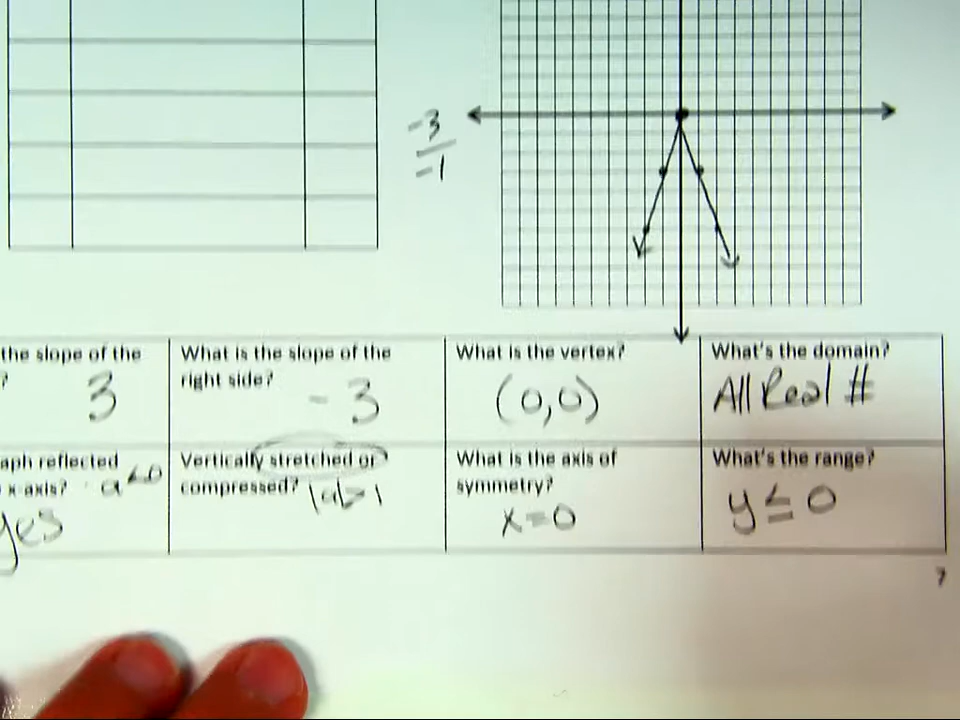 -3
-1
the slope of the
?
3
What is the slope of the
right side?
-3
What is the vertex?
(0,0)
What's the domain?
All Real #
aph reflected
x-axis? a<0
yes
Vertically stretched or
compressed? |a|>1
What is the axis of
symmetry?
x=0
What's the range?
y≤0
7